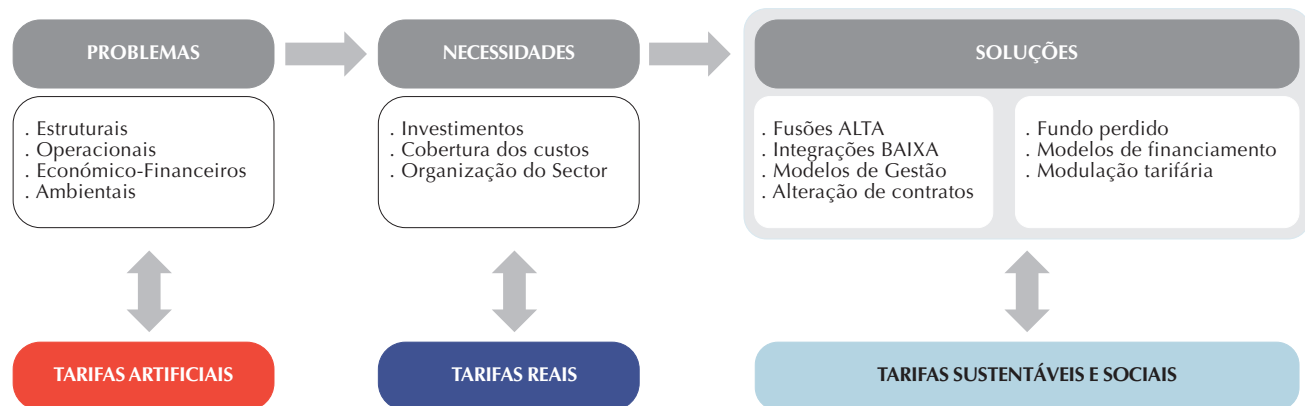 PROBLEMAS
. Estruturais
. Operacionais
. Económico-Financeiros
. Ambientais
TARIFAS ARTIFICIAIS
NECESSIDADES
. Investimentos
. Cobertura dos custos
. Organização do Sector
TARIFAS REAIS
SOLUÇÕES
. Fusões ALTA
. Integrações BAIXA
. Modelos de Gestão
. Alteração de contratos
. Fundo perdido
. Modelos de financiamento
. Modulação tarifária
TARIFAS SUSTENTÁVEIS E SOCIAIS